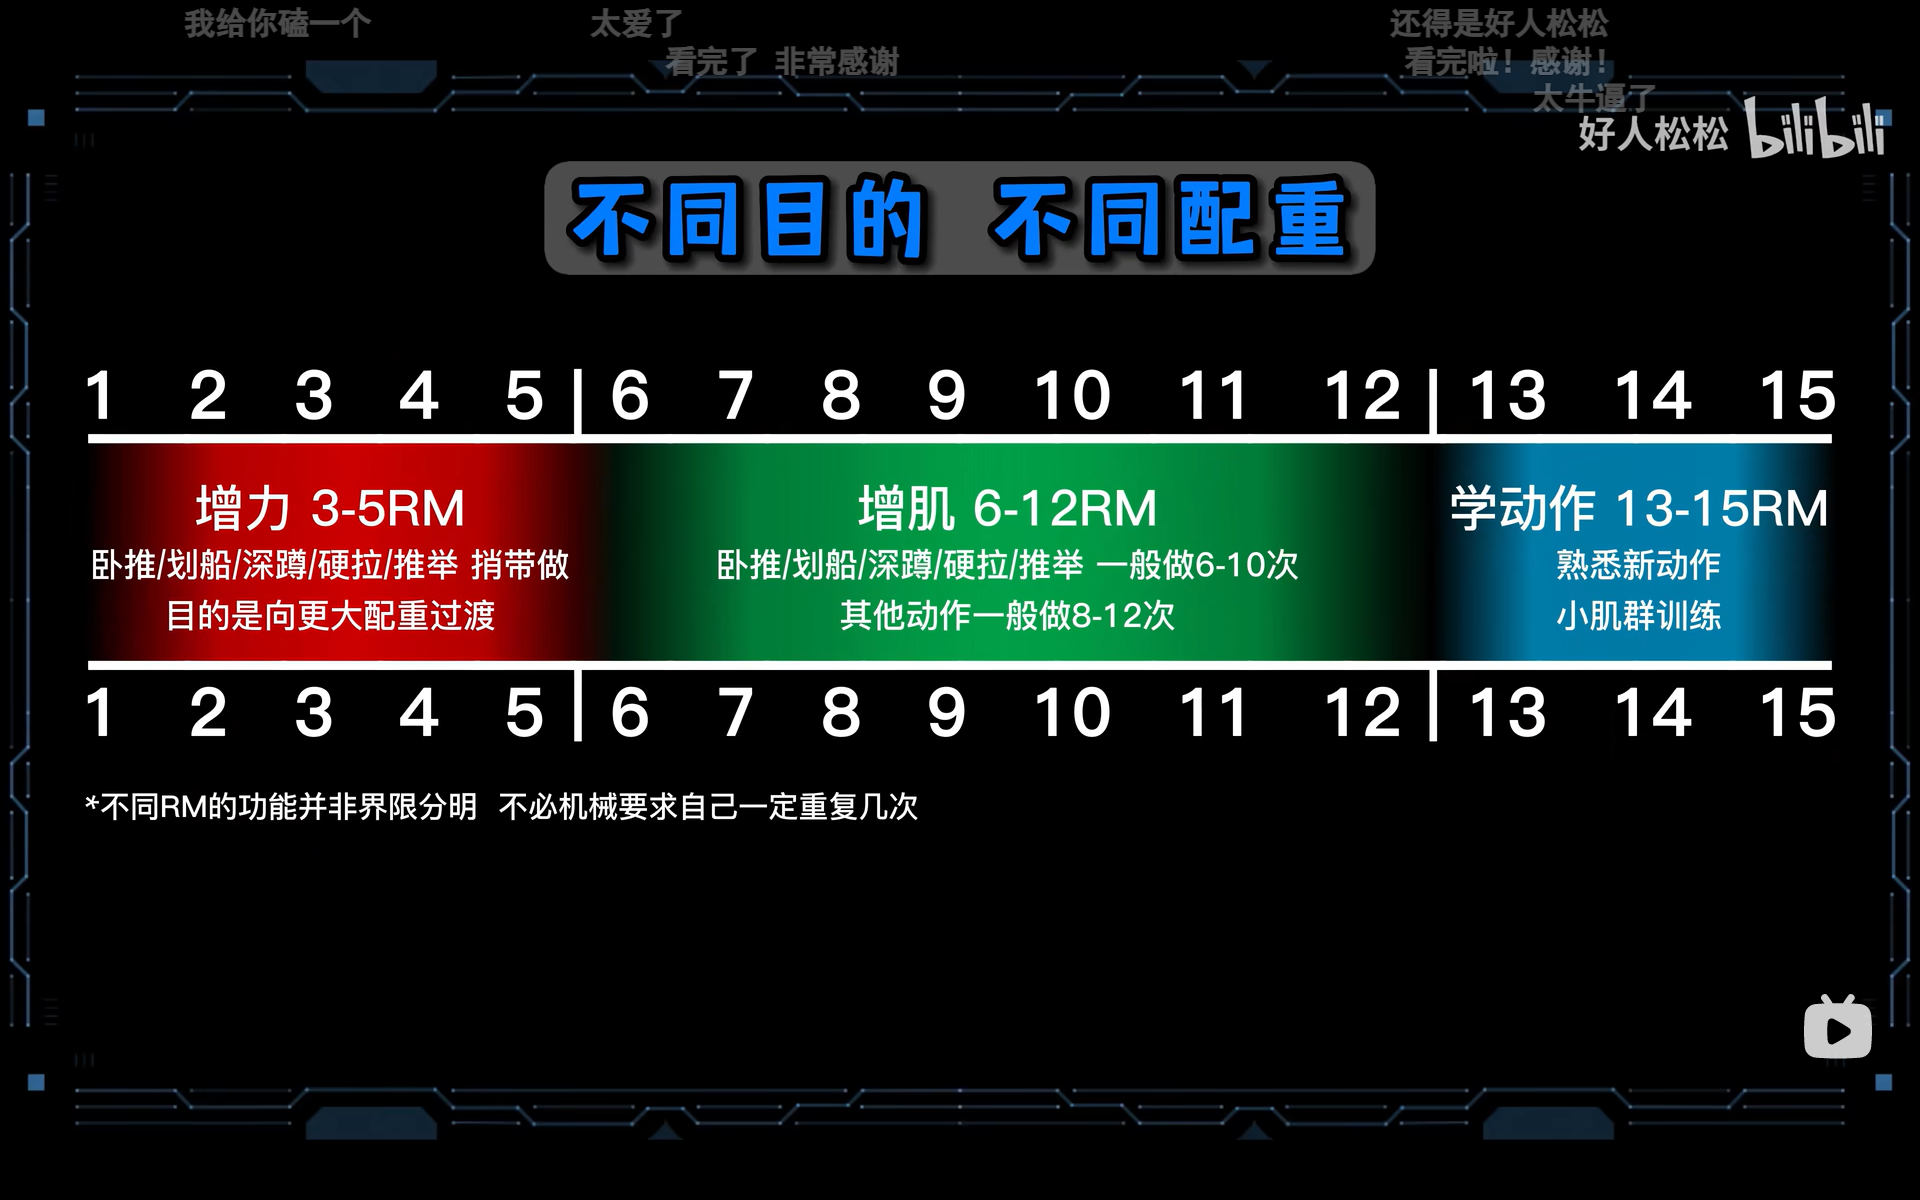 我给你磕一个 太爱了 还得是好人松松
看完了 非常感谢 看完啦！感谢！
太牛逼了
好人松松 bilibili
不同目的 不同配重
1 2 3 4 5 6 7 8 9 10 11 12 13 14 15
增力 3-5RM
卧推/划船/深蹲/硬拉/推举 捎带做
目的是向更大配重过渡
增肌 6-12RM
卧推/划船/深蹲/硬拉/推举 一般做6-10次
其他动作一般做8-12次
学动作 13-15RM
熟悉新动作
小肌群训练
1 2 3 4 5 6 7 8 9 10 11 12 13 14 15
*不同RM的功能并非界限分明 不必机械要求自己一定重复几次